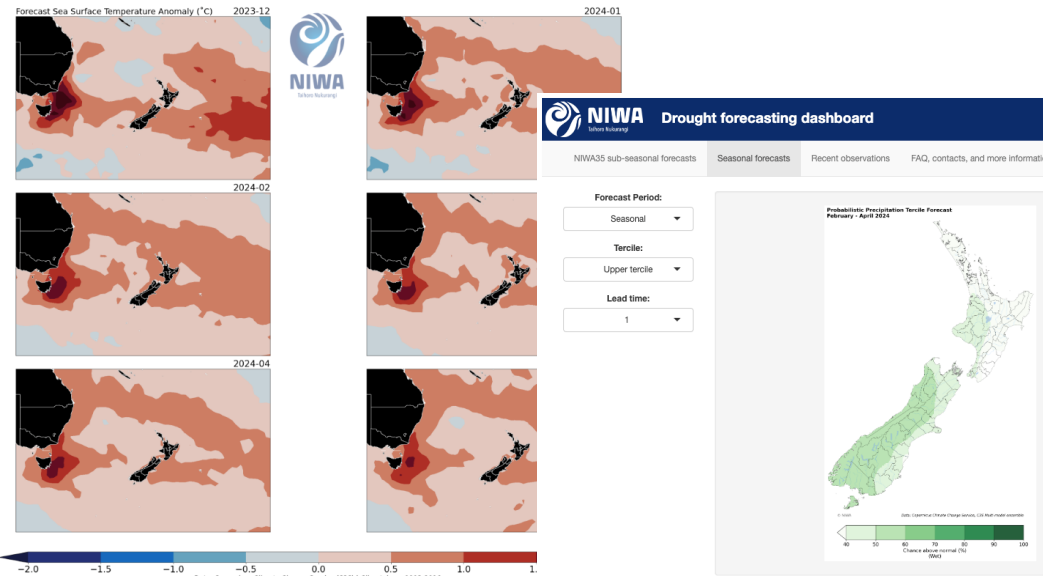 Forecast Sea Surface Temperature Anomaly (˚C) 2023-12
2024-01
NIWA
Taihoro Nukurangi
2024-02
2024-04
−2.0 −1.5 −1.0 −0.5 0.0 0.5 1.0 1.
NIWA
Taihoro Nukurangi
Drought forecasting dashboard
NIWA35 sub-seasonal forecasts Seasonal forecasts Recent observations FAQ, contacts, and more informati
Forecast Period:
Seasonal
Tercile:
Upper tercile
Lead time:
1
Probabilistic Precipitation Tercile Forecast
February - April 2024
© NIWA
Data: Copernicus Climate Change Service, C3S Multi-model ensemble
40 50 60 70 80 90 100
Chance above normal (%)
(Wet)